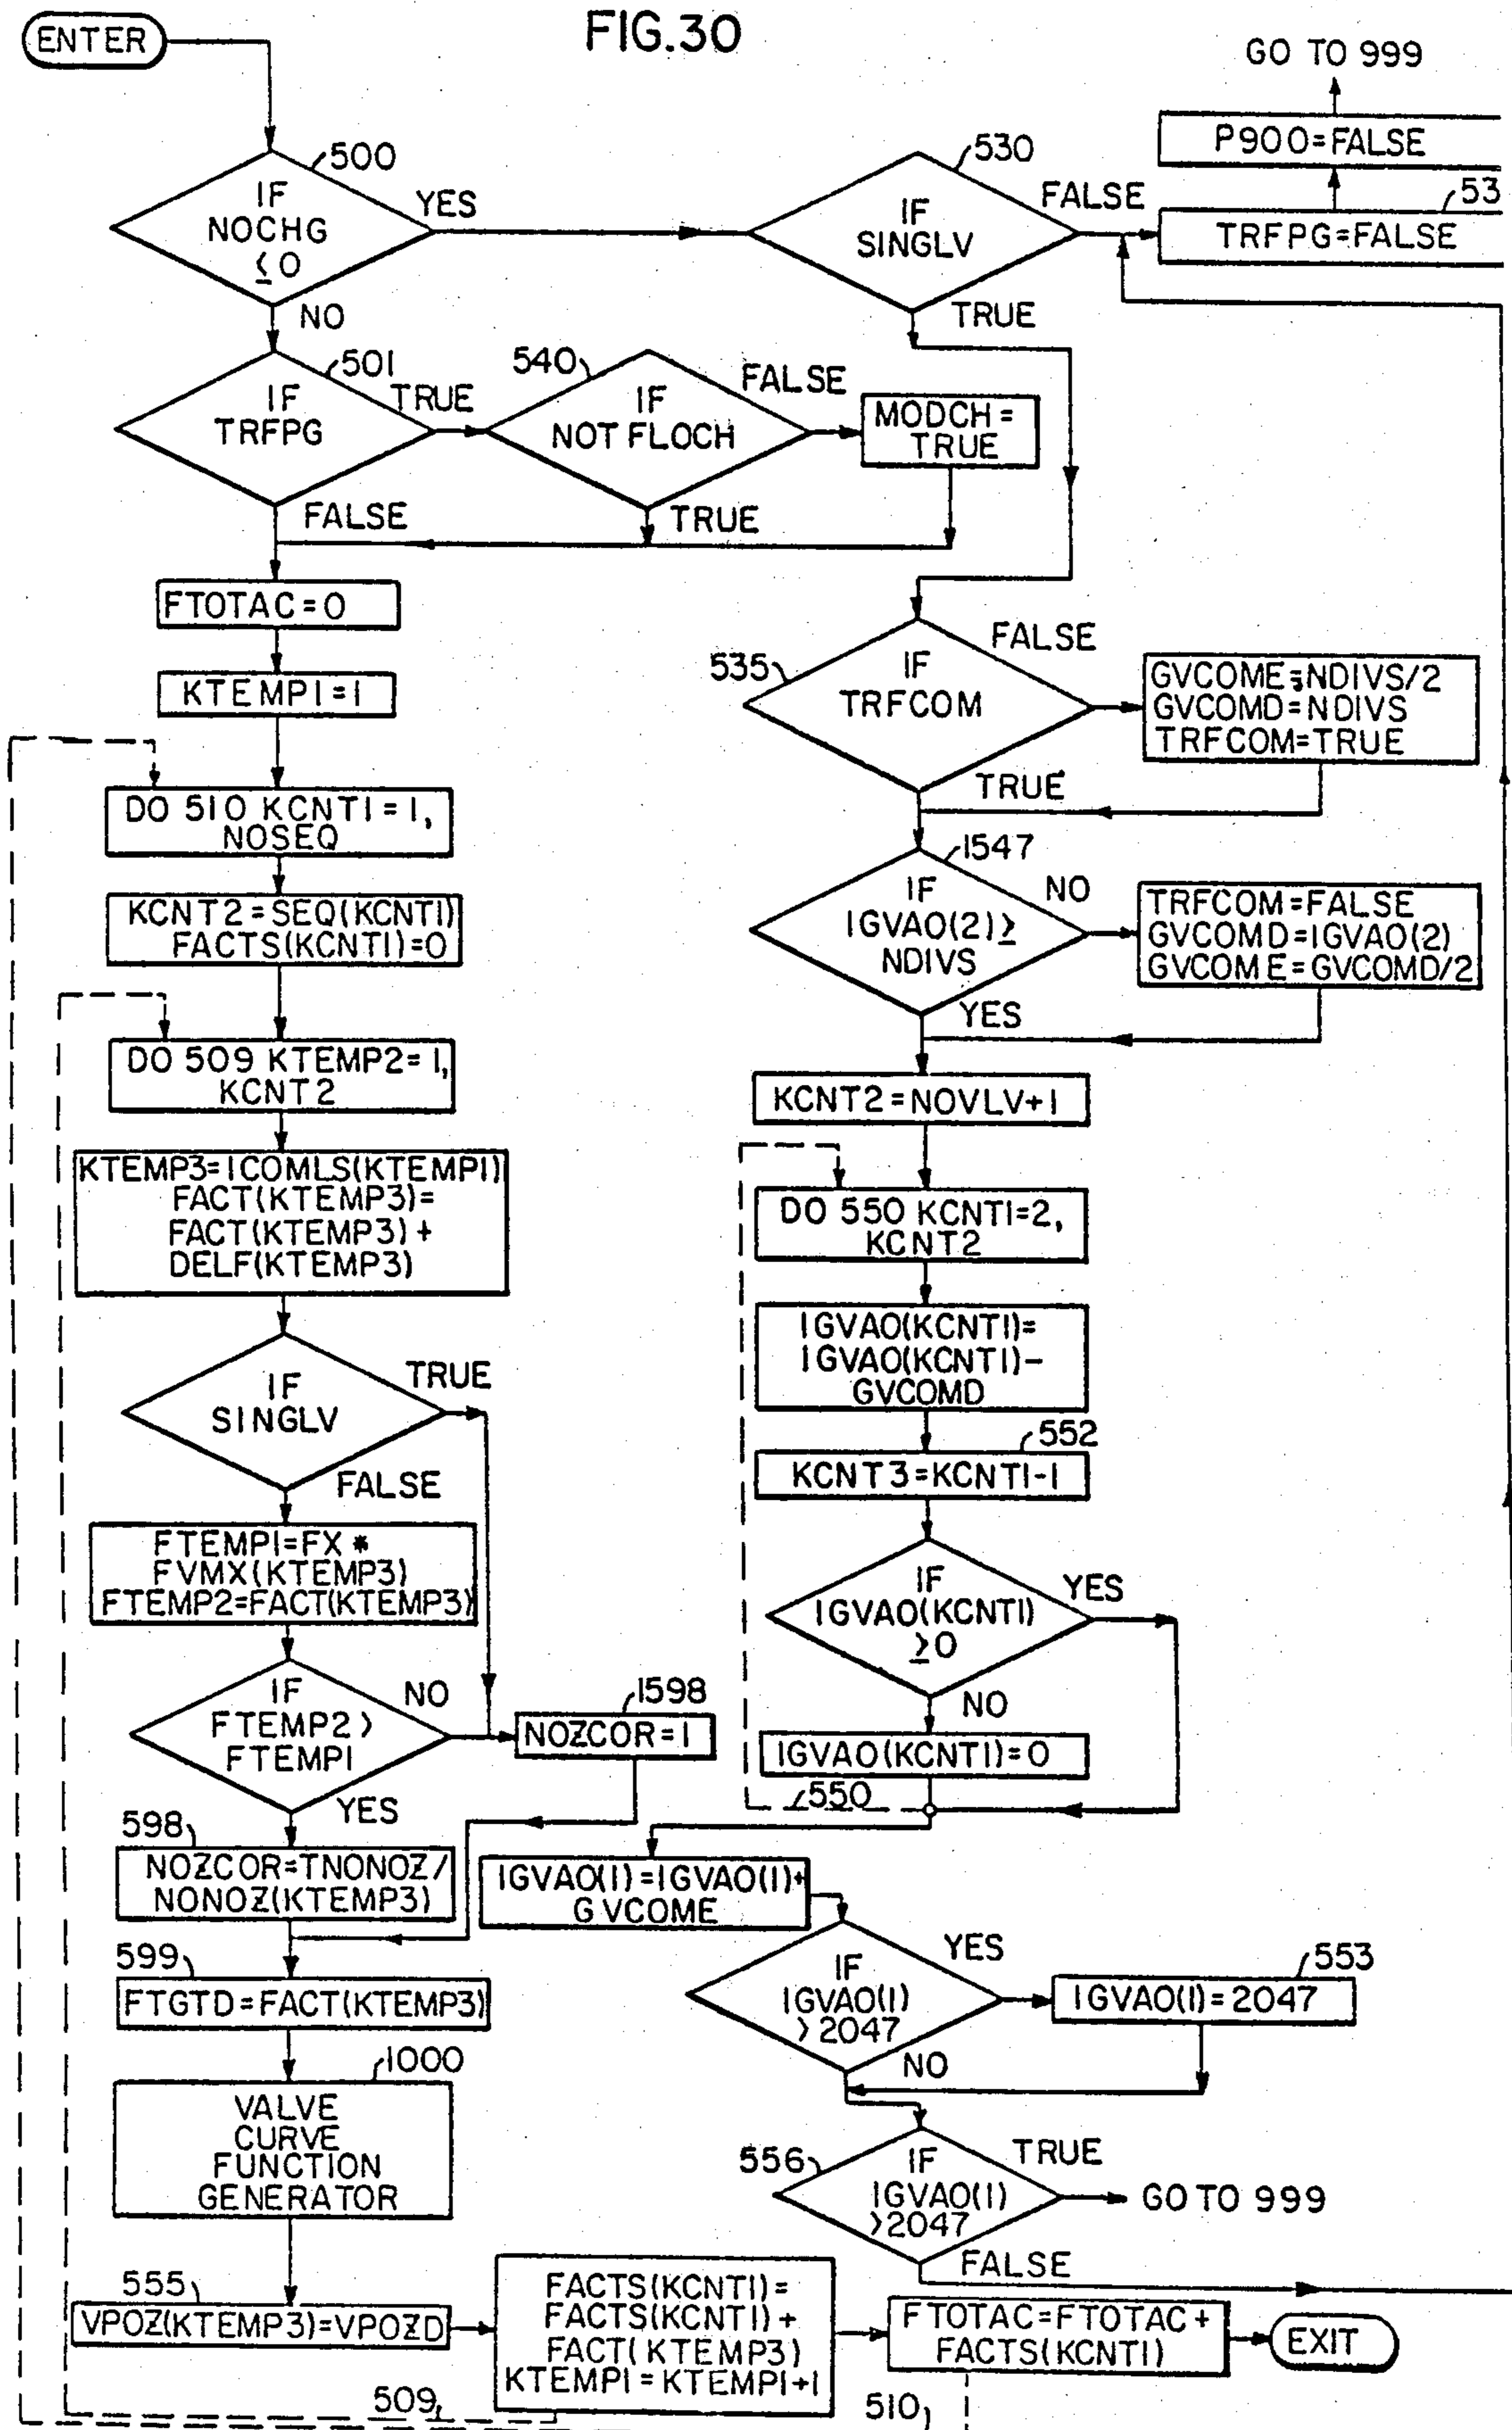 FIG.30
ENTER
GO TO 999
P900=FALSE
53
TRFPG=FALSE
500
IF
NOCHG
≤0
YES
NO
530
IF
SINGLV
FALSE
TRUE
501
IF
TRFPG
TRUE
FALSE
540
IF
NOT FLOCH
FALSE
TRUE
MODCH=
TRUE
FTOTAC=0
KTEMP1=1
DO 510 KCNT1=1,
NOSEQ
KCNT2=SEQ(KCNT1)
FACTS(KCNT1)=0
DO 509 KTEMP2=1,
KCNT2
KTEMP3=ICOMLS(KTEMP1)
FACT(KTEMP3)=
FACT(KTEMP3)+
DELF(KTEMP3)
IF
SINGLV
TRUE
FALSE
FTEMP1=FX*
FVMX(KTEMP3)
FTEMP2=FACT(KTEMP3)
IF
FTEMP2>
FTEMP1
NO
YES
1598
NOZCOR=1
598
NOZCOR=TNONOZ/
NONOZ(KTEMP3)
599
FTGTD=FACT(KTEMP3)
1000
VALVE
CURVE
FUNCTION
GENERATOR
555
VPOZ(KTEMP3)=VPOZD
FACTS(KCNT1)=
FACTS(KCNT1)+
FACT(KTEMP3)
KTEMP1=KTEMP1+1
509
FTOTAC=FTOTAC+
FACTS(KCNT1)
510
EXIT
535
IF
TRFCOM
FALSE
TRUE
GVCOME=NDIVS/2
GVCOMD=NDIVS
TRFCOM=TRUE
1547
IF
IGVAO(2)≥
NDIVS
NO
YES
TRFCOM=FALSE
GVCOMD=IGVAO(2)
GVCOME=GVCOMD/2
KCNT2=NOVLV+1
DO 550 KCNT1=2,
KCNT2
IGVAO(KCNT1)=
IGVAO(KCNT1)-
GVCOMD
552
KCNT3=KCNT1-1
IF
IGVAO(KCNT1)
≥0
YES
NO
IGVAO(KCNT1)=0
550
IGVAO(1)=IGVAO(1)+
GVCOME
IF
IGVAO(1)
>2047
YES
NO
553
IGVAO(1)=2047
556
IF
IGVAO(1)
>2047
TRUE
GO TO 999
FALSE